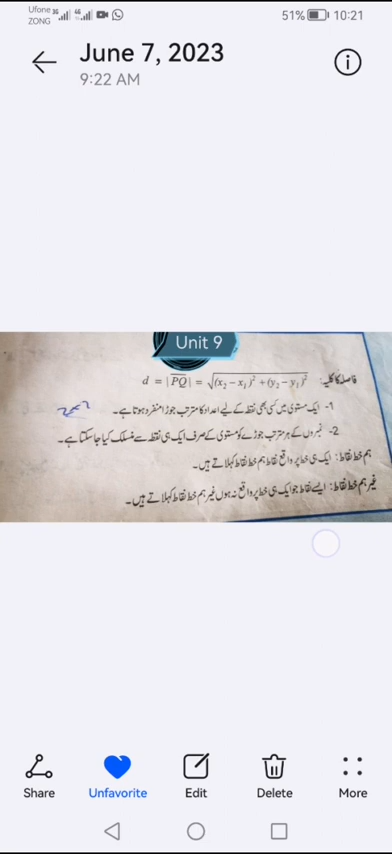 Ufone 3G 4G
ZONG
51% 10:21
June 7, 2023
9:22 AM
Unit 9
فاصلہ کا کلیہ: d = |PQ| = √(x₂ − x₁)² + (y₂ − y₁)²
1- ایک مستوی میں کسی بھی نقطہ کے لیے اعداد کا مترتب جوڑا منفرد ہوتا ہے۔
2- نمبروں کے ہر مترتب جوڑے کو مستوی کے صرف ایک ہی نقطہ سے منسلک کیا جا سکتا ہے۔
ہم خط نقاط: ایک ہی خط پر واقع نقاط ہم خط نقاط کہلاتے ہیں۔
غیر ہم خط نقاط: ایسے نقاط جو ایک ہی خط پر واقع نہ ہوں غیر ہم خط نقاط کہلاتے ہیں۔
Share Unfavorite Edit Delete More